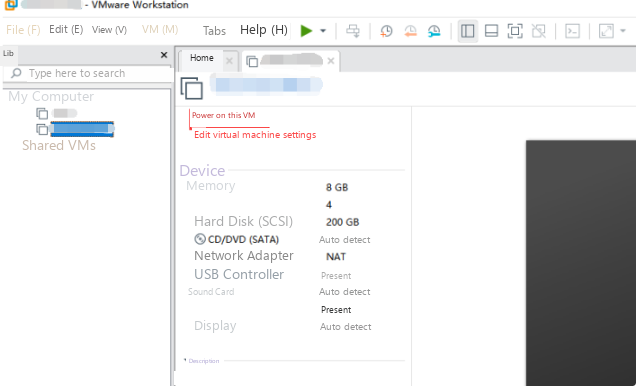 - VMware Workstation
File (F) Edit (E) View (V) VM (M) Tabs Help (H)
Lib
Home
Type here to search
My Computer
Shared VMs
Power on this VM
Edit virtual machine settings
Device
Memory 8 GB
4
Hard Disk (SCSI) 200 GB
CD/DVD (SATA) Auto detect
Network Adapter NAT
USB Controller Present
Sound Card Auto detect
Present
Display Auto detect
Description